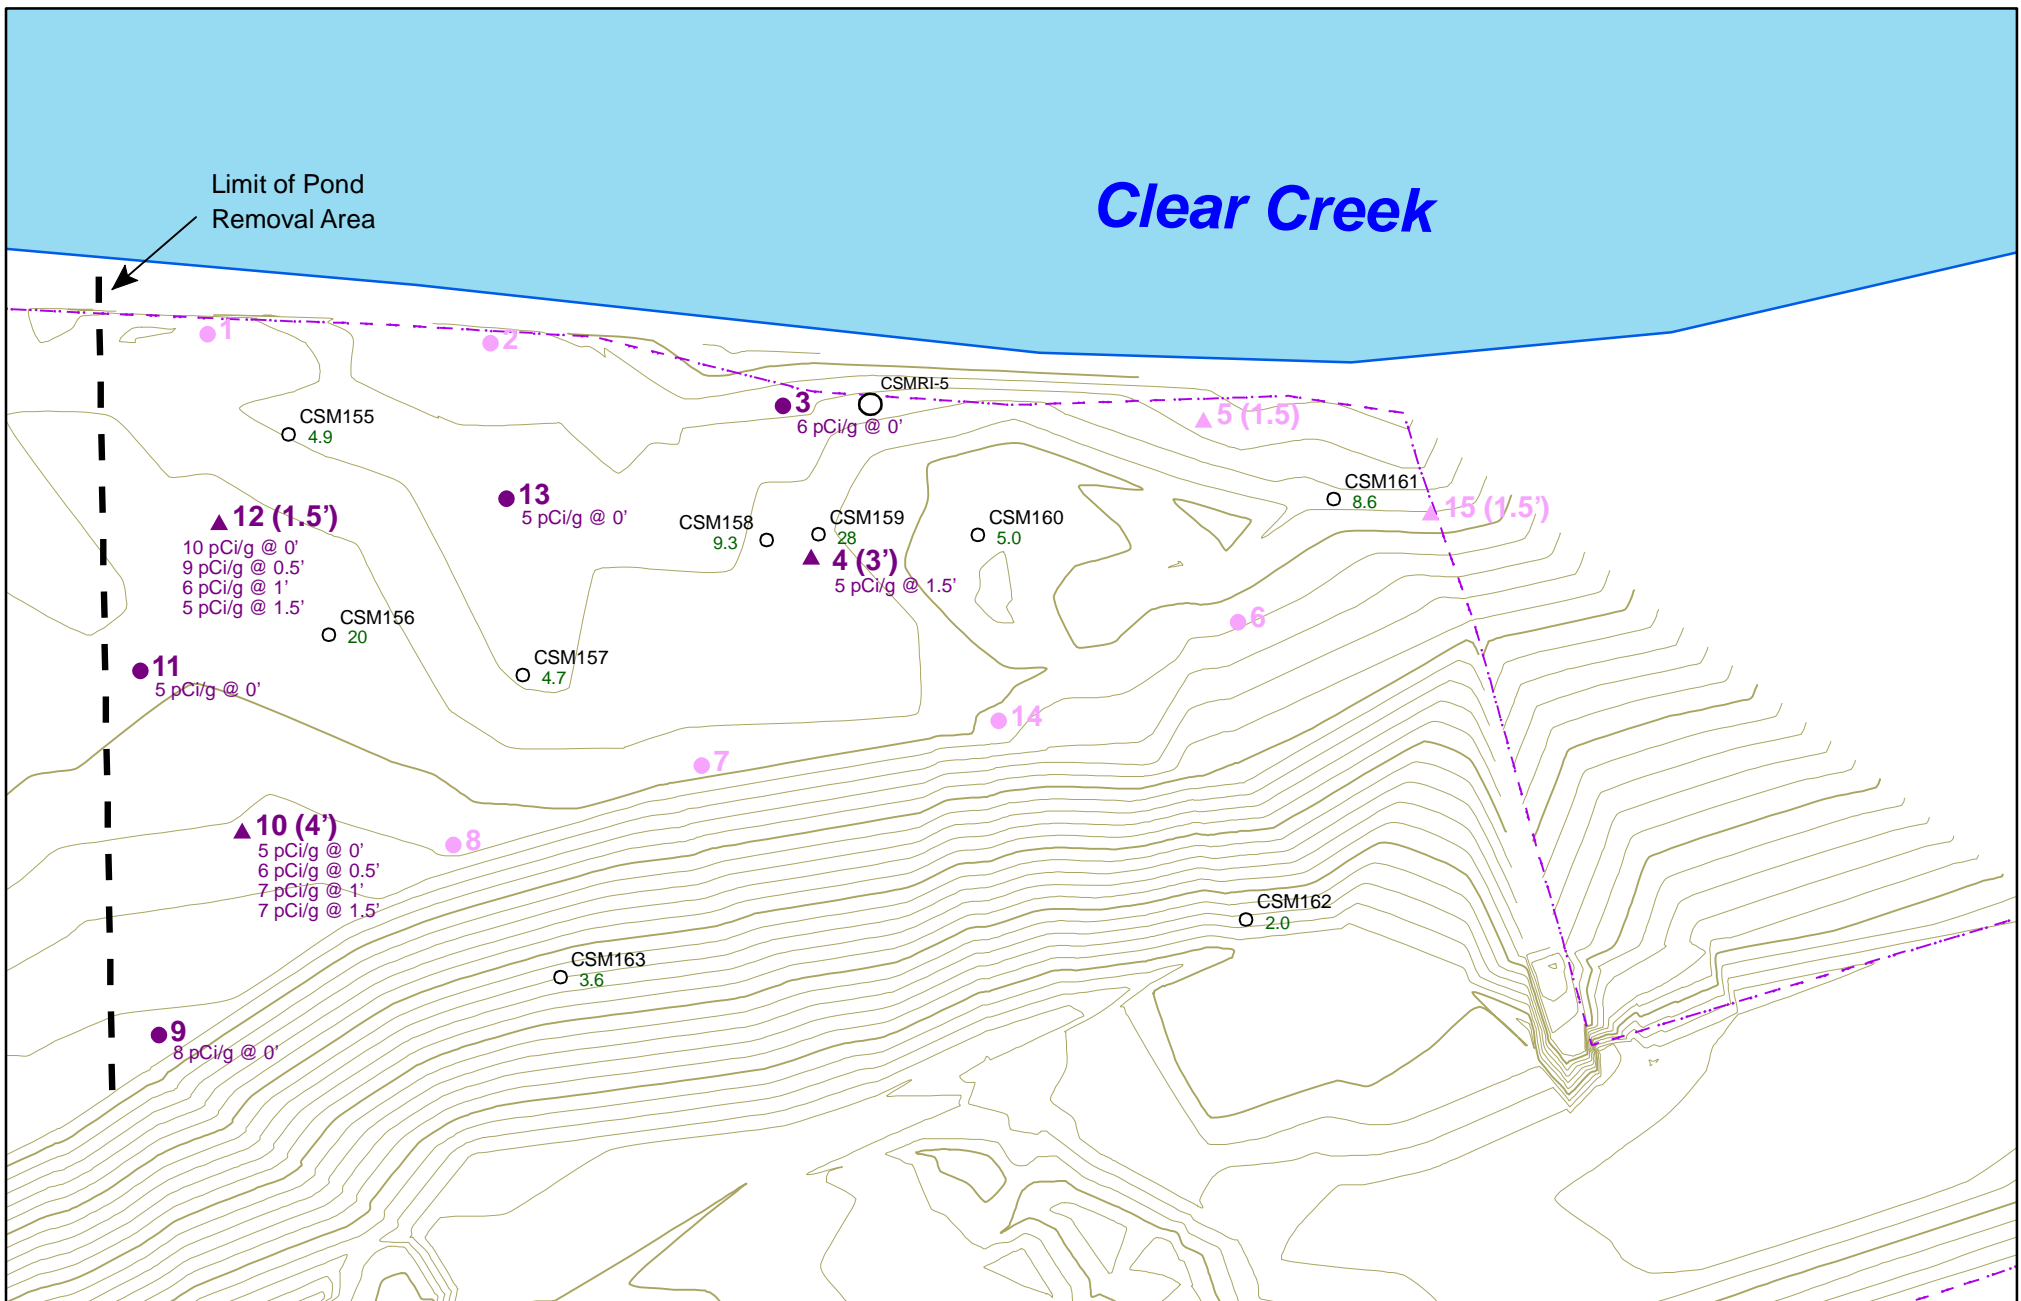 Limit of Pond
Removal Area
Clear Creek
1
2
CSMRI-5
3
6 pCi/g @ 0'
5 (1.5)
CSM155
4.9
CSM161
8.6
13
5 pCi/g @ 0'
15 (1.5’)
12 (1.5’)
10 pCi/g @ 0'
9 pCi/g @ 0.5’
6 pCi/g @ 1’
5 pCi/g @ 1.5’
CSM158
9.3
CSM159
28
CSM160
5.0
4 (3’)
5 pCi/g @ 1.5’
CSM156
20
6
11
5 pCi/g @ 0'
CSM157
4.7
14
7
10 (4’)
5 pCi/g @ 0’
6 pCi/g @ 0.5’
7 pCi/g @ 1’
7 pCi/g @ 1.5’
8
CSM162
2.0
CSM163
3.6
9
8 pCi/g @ 0’